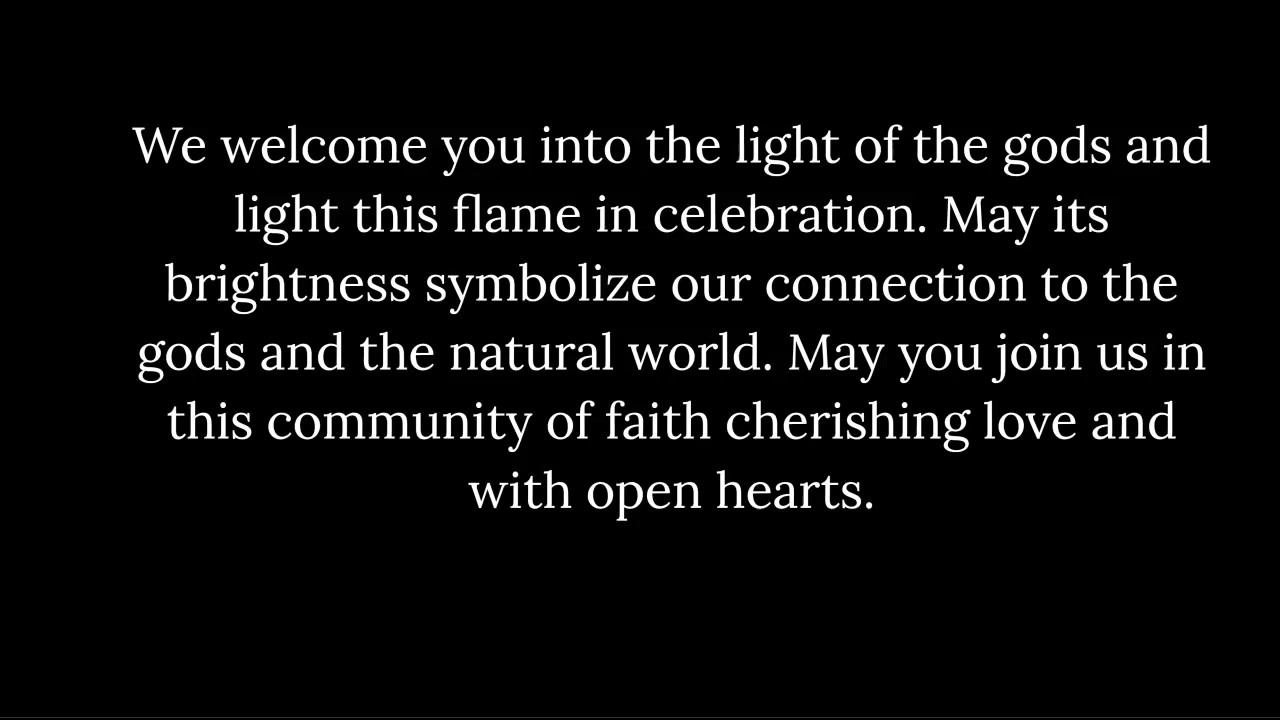 We welcome you into the light of the gods and
light this flame in celebration. May its
brightness symbolize our connection to the
gods and the natural world. May you join us in
this community of faith cherishing love and
with open hearts.